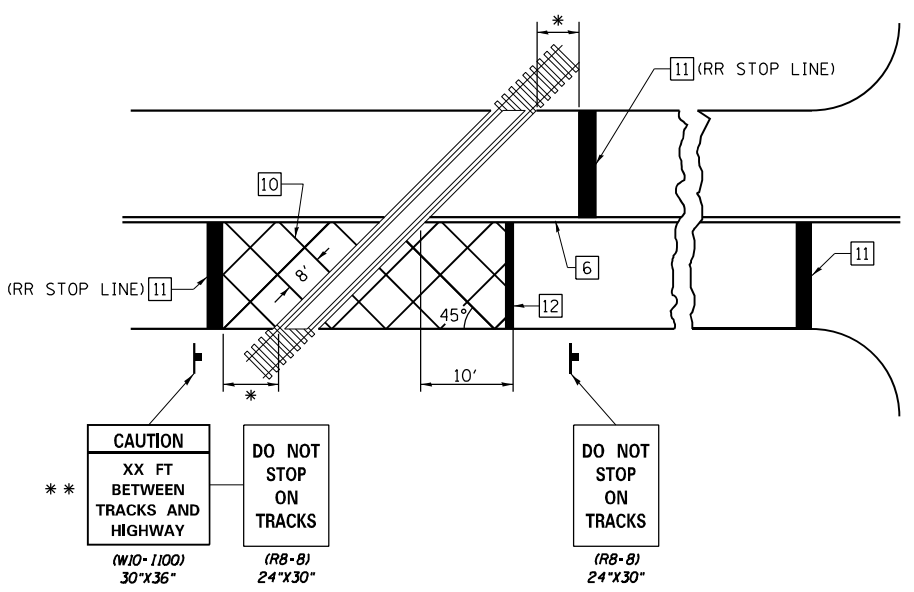 *
11 (RR STOP LINE)
10
8'
(RR STOP LINE) 11
6
11
12
45°
10'
*
* *
CAUTION
XX FT
BETWEEN
TRACKS AND
HIGHWAY
(W10-I100)
30"X36"
DO NOT
STOP
ON
TRACKS
(R8-8)
24"X30"
DO NOT
STOP
ON
TRACKS
(R8-8)
24"X30"